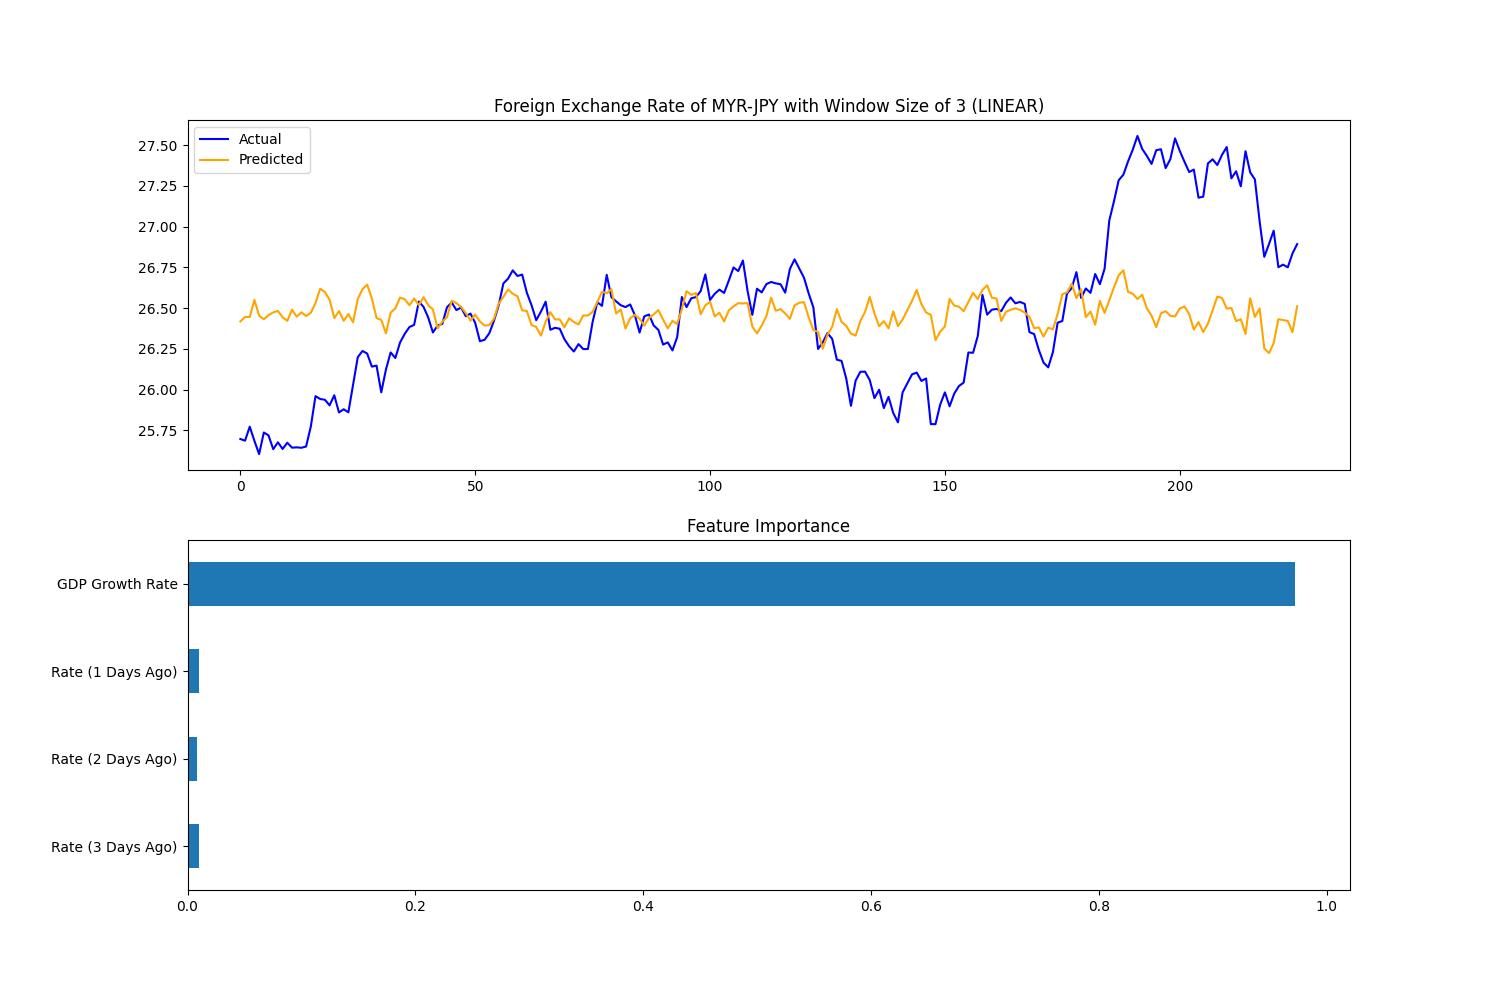 Foreign Exchange Rate of MYR-JPY with Window Size of 3 (LINEAR)
Actual
Predicted
27.50
27.25
27.00
26.75
26.50
26.25
26.00
25.75
0 50 100 150 200
Feature Importance
GDP Growth Rate
Rate (1 Days Ago)
Rate (2 Days Ago)
Rate (3 Days Ago)
0.0 0.2 0.4 0.6 0.8 1.0